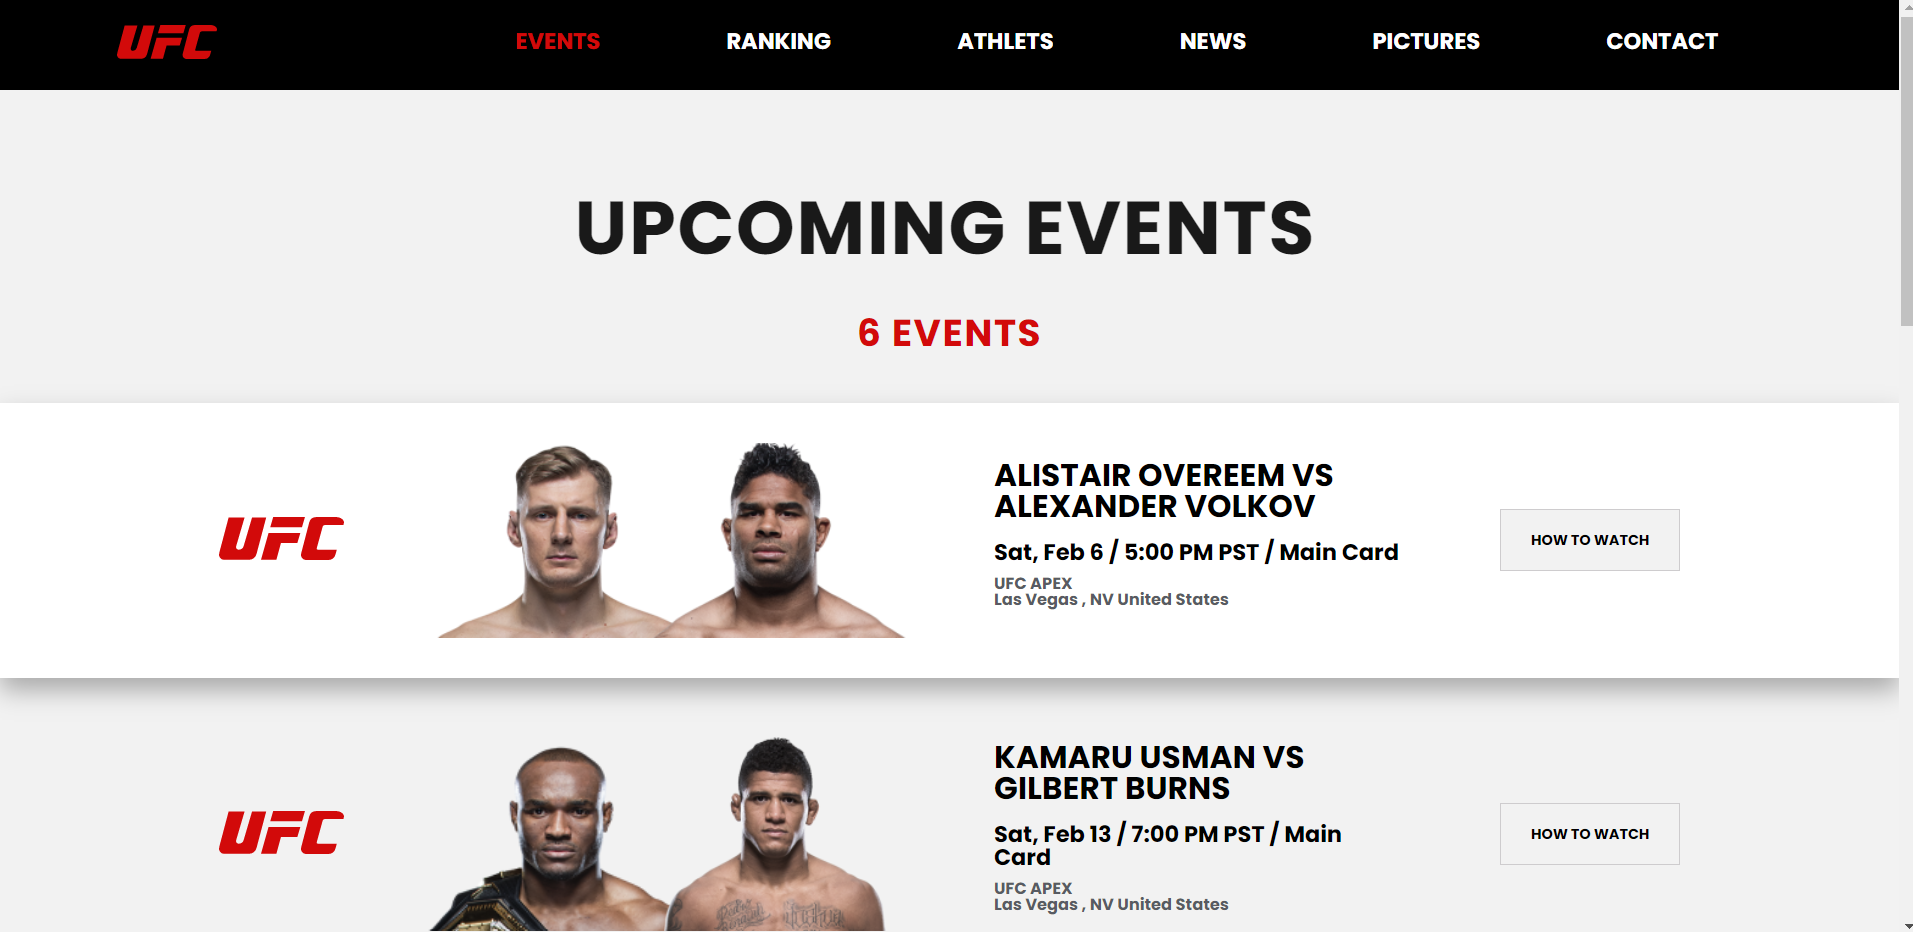 UFC
EVENTS RANKING ATHLETS NEWS PICTURES CONTACT
UPCOMING EVENTS
6 EVENTS
UFC
ALISTAIR OVEREEM VS
ALEXANDER VOLKOV
Sat, Feb 6 / 5:00 PM PST / Main Card
UFC APEX
Las Vegas , NV United States
HOW TO WATCH
UFC
KAMARU USMAN VS
GILBERT BURNS
Sat, Feb 13 / 7:00 PM PST / Main
Card
UFC APEX
Las Vegas , NV United States
HOW TO WATCH